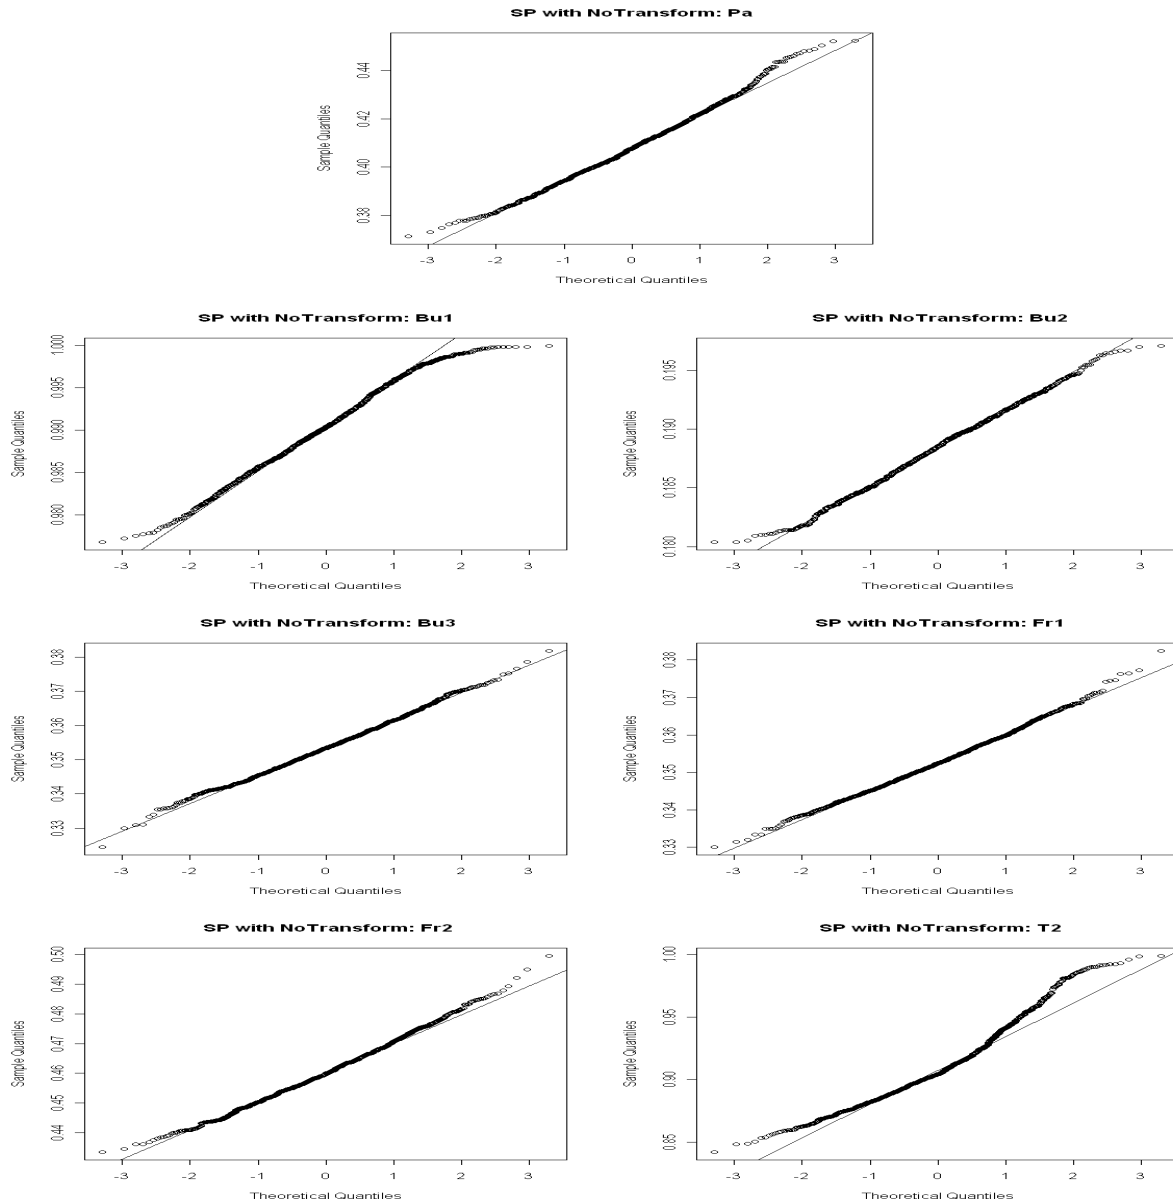 SP with NoTransform: Pa
Sample Quantiles
0.44
0.42
0.40
0.38
-3 -2 -1 0 1 2 3
Theoretical Quantiles
SP with NoTransform: Bu1
Sample Quantiles
1.000
0.995
0.990
0.985
0.980
-3 -2 -1 0 1 2 3
Theoretical Quantiles
SP with NoTransform: Bu2
Sample Quantiles
0.195
0.190
0.185
0.180
-3 -2 -1 0 1 2 3
Theoretical Quantiles
SP with NoTransform: Bu3
Sample Quantiles
0.38
0.37
0.36
0.35
0.34
0.33
-3 -2 -1 0 1 2 3
Theoretical Quantiles
SP with NoTransform: Fr1
Sample Quantiles
0.38
0.37
0.36
0.35
0.34
0.33
-3 -2 -1 0 1 2 3
Theoretical Quantiles
SP with NoTransform: Fr2
Sample Quantiles
0.50
0.49
0.48
0.47
0.46
0.45
0.44
-3 -2 -1 0 1 2 3
Theoretical Quantiles
SP with NoTransform: T2
Sample Quantiles
1.00
0.95
0.90
0.85
-3 -2 -1 0 1 2 3
Theoretical Quantiles